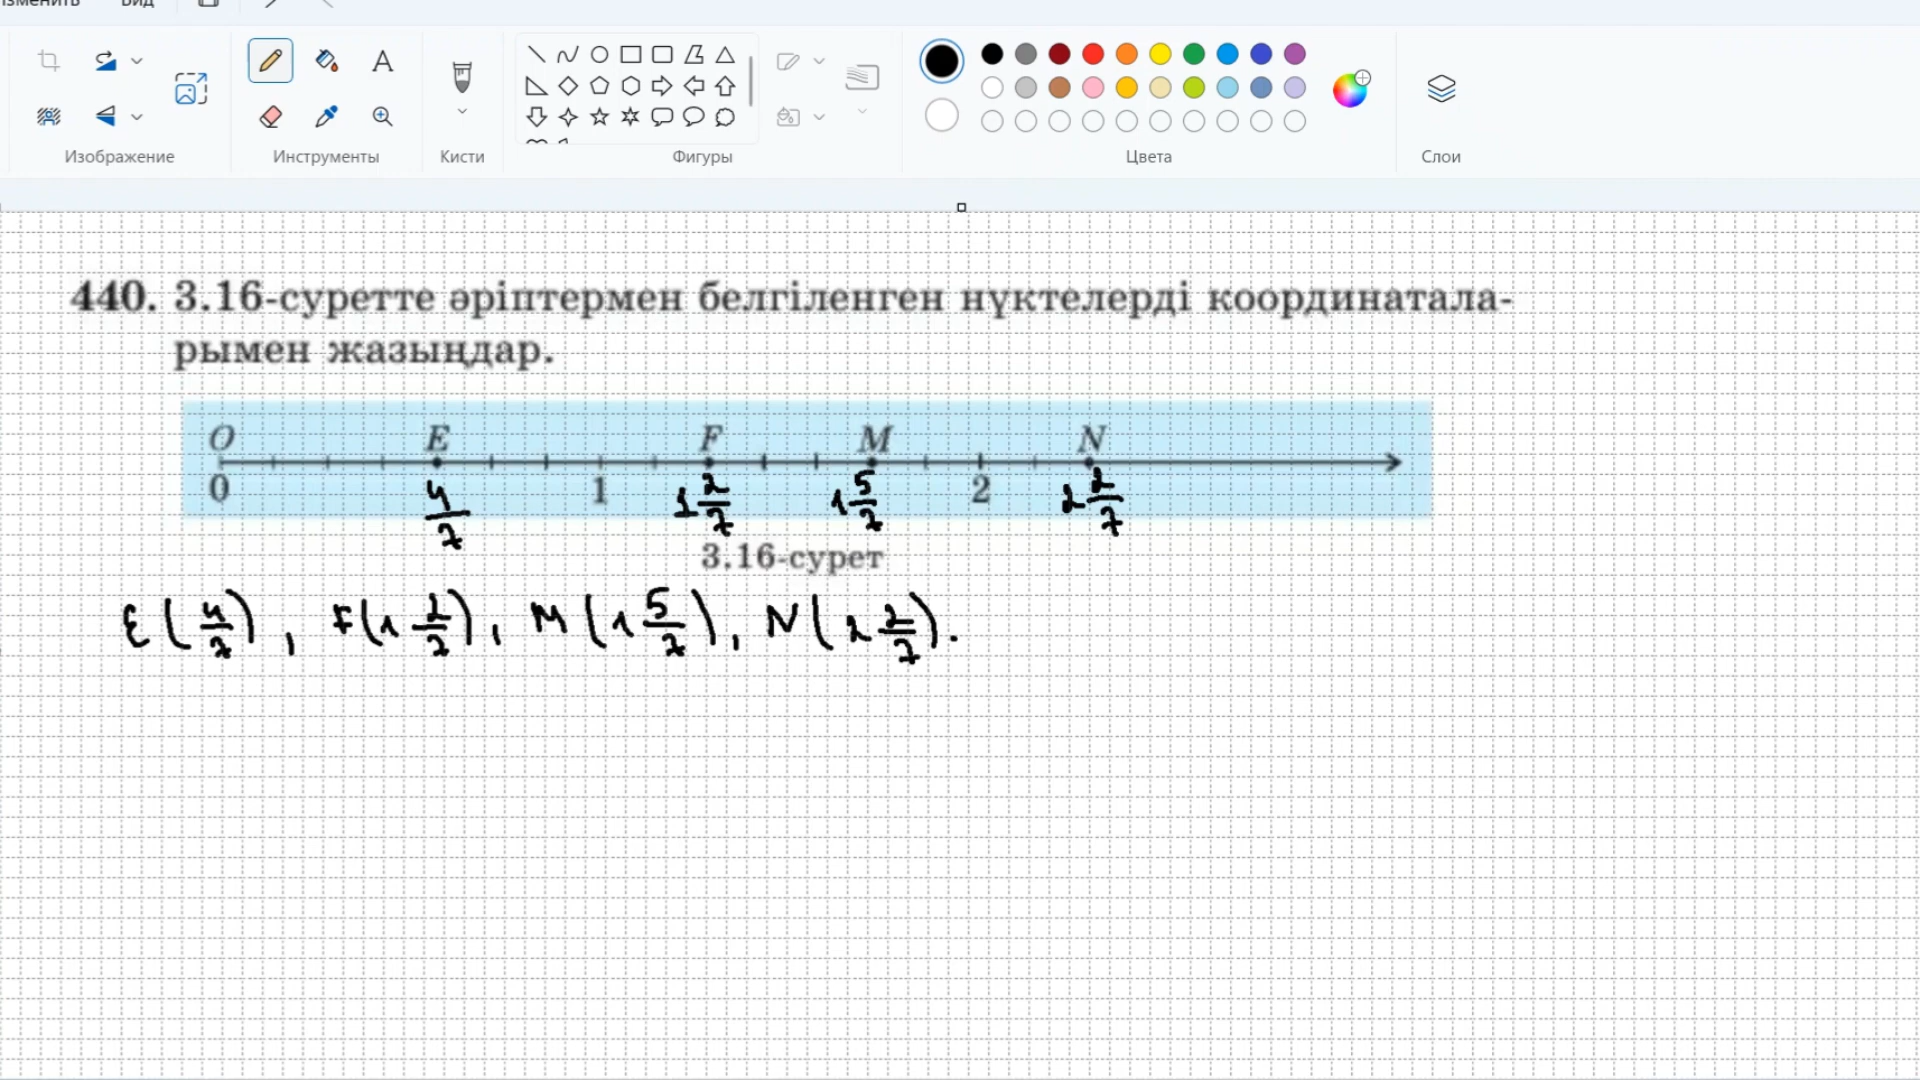 Вид
Изображение Инструменты Кисти Фигуры Цвета Слои
440. 3.16-суретте әріптермен белгіленген нүктелерді координатала-
рымен жазыңдар.
O E F M N
0 1 2
4/7 1 2/7 1 5/7 2 2/7
3.16-сурет
E(4/7), F(1 2/7), M(1 5/7), N(2 2/7).